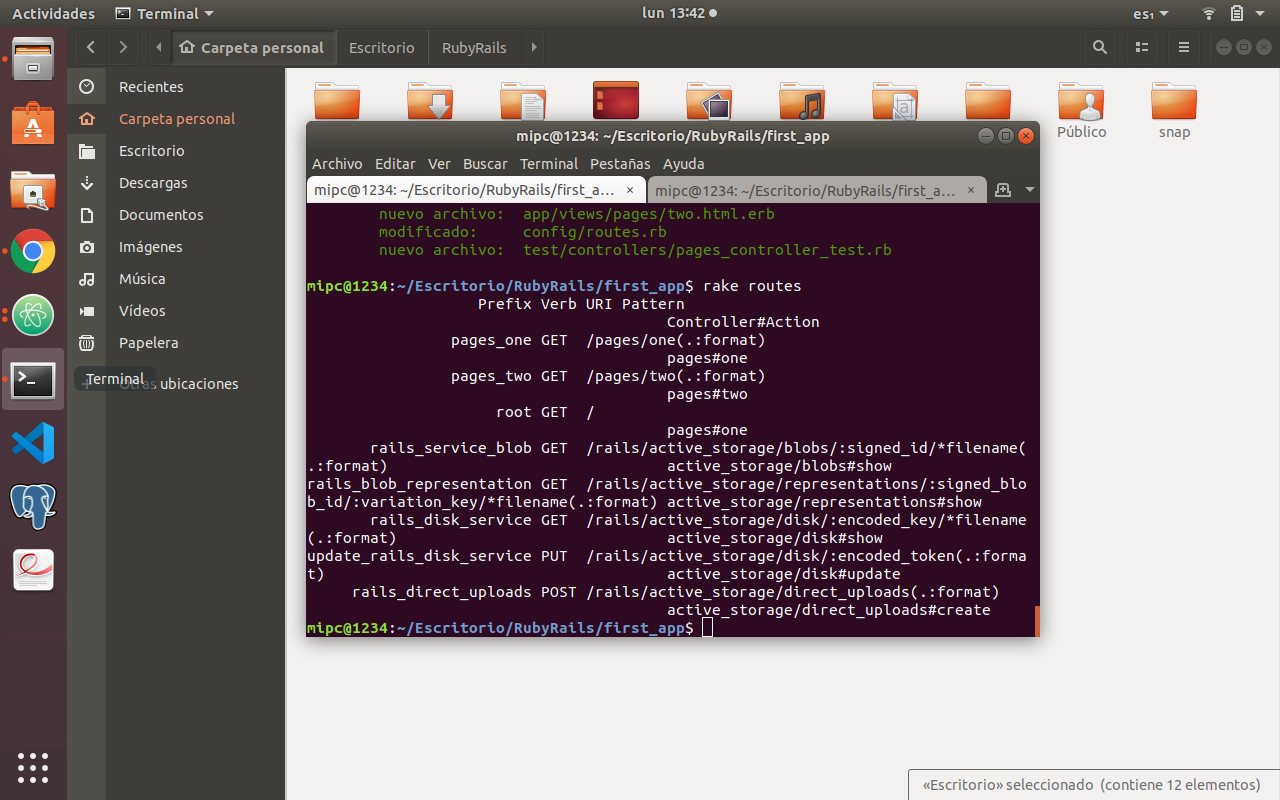 Actividades Terminal lun 13:42 es₁
Carpeta personal Escritorio RubyRails
Recientes
Carpeta personal
Escritorio
Descargas
Documentos
Imágenes
Música
Vídeos
Papelera
ubicaciones
Terminal
Público snap
mipc@1234: ~/Escritorio/RubyRails/first_app
Archivo Editar Ver Buscar Terminal Pestañas Ayuda
mipc@1234: ~/Escritorio/RubyRails/first_a... × mipc@1234: ~/Escritorio/RubyRails/first_a... ×
nuevo archivo: app/views/pages/two.html.erb
modificado: config/routes.rb
nuevo archivo: test/controllers/pages_controller_test.rb
mipc@1234:~/Escritorio/RubyRails/first_app$ rake routes
Prefix Verb URI Pattern
Controller#Action
pages_one GET /pages/one(.:format)
pages#one
pages_two GET /pages/two(.:format)
pages#two
root GET /
pages#one
rails_service_blob GET /rails/active_storage/blobs/:signed_id/*filename(
.:format) active_storage/blobs#show
rails_blob_representation GET /rails/active_storage/representations/:signed_blo
b_id/:variation_key/*filename(.:format) active_storage/representations#show
rails_disk_service GET /rails/active_storage/disk/:encoded_key/*filename
(.:format) active_storage/disk#show
update_rails_disk_service PUT /rails/active_storage/disk/:encoded_token(.:forma
t) active_storage/disk#update
rails_direct_uploads POST /rails/active_storage/direct_uploads(.:format)
active_storage/direct_uploads#create
mipc@1234:~/Escritorio/RubyRails/first_app$
«Escritorio» seleccionado (contiene 12 elementos)